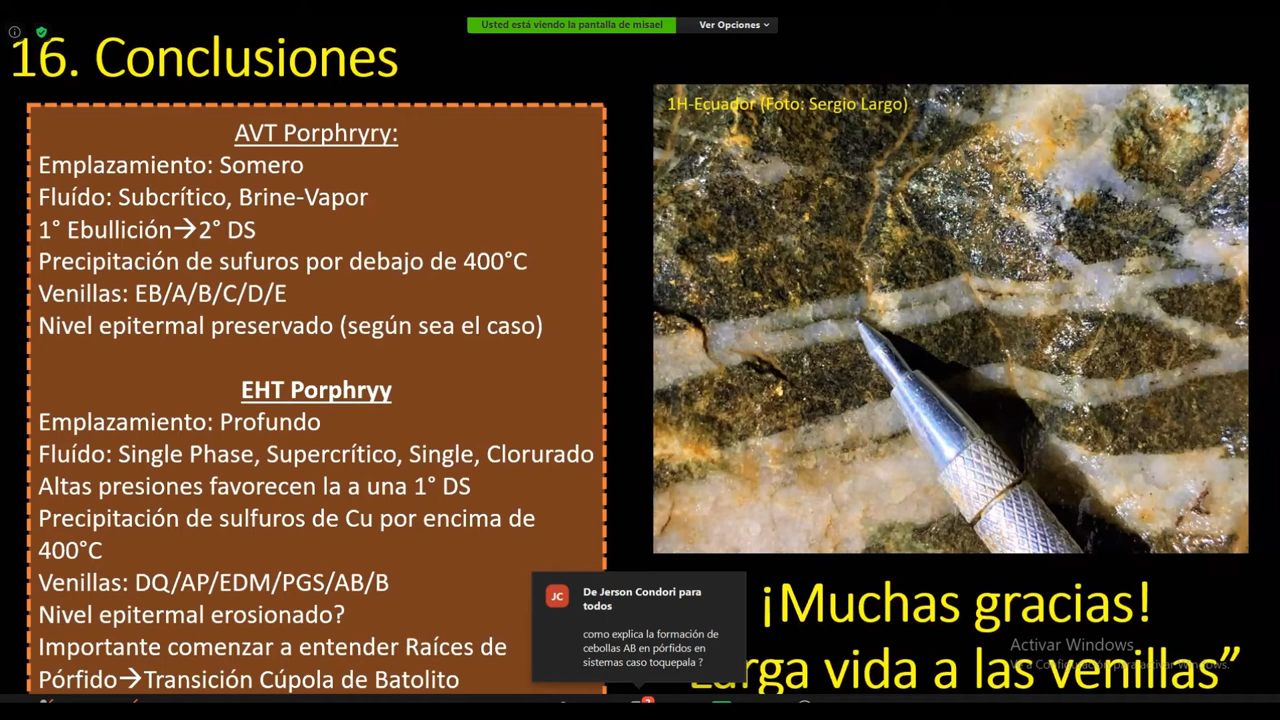 Usted está viendo la pantalla de misael
Ver Opciones
16. Conclusiones
AVT Porphryry:
Emplazamiento: Somero
Fluído: Subcrítico, Brine-Vapor
1° Ebullición→2° DS
Precipitación de sufuros por debajo de 400°C
Venillas: EB/A/B/C/D/E
Nivel epitermal preservado (según sea el caso)
EHT Porphryy
Emplazamiento: Profundo
Fluído: Single Phase, Supercrítico, Single, Clorurado
Altas presiones favorecen la a una 1° DS
Precipitación de sulfuros de Cu por encima de
400°C
Venillas: DQ/AP/EDM/PGS/AB/B
Nivel epitermal erosionado?
Importante comenzar a entender Raíces de
Pórfido→Transición Cúpola de Batolito
1H-Ecuador (Foto: Sergio Largo)
JC
De Jerson Condori para
todos
como explica la formación de
cebollas AB en pórfidos en
sistemas caso toquepala ?
¡Muchas gracias!
Larga vida a las venillas”
Activar Windows
Ve a Configuración para activar Windows.